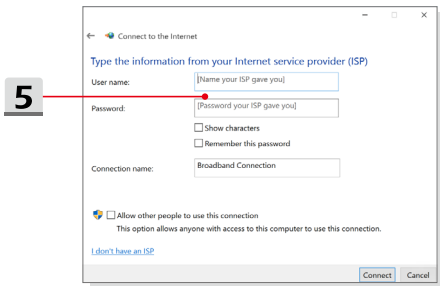 Connect to the Internet
Type the information from your Internet service provider (ISP)
User name:
[Name your ISP gave you]
5
Password:
[Password your ISP gave you]
Show characters
Remember this password
Connection name:
Broadband Connection
Allow other people to use this connection
This option allows anyone with access to this computer to use this connection.
I don't have an ISP
Connect
Cancel